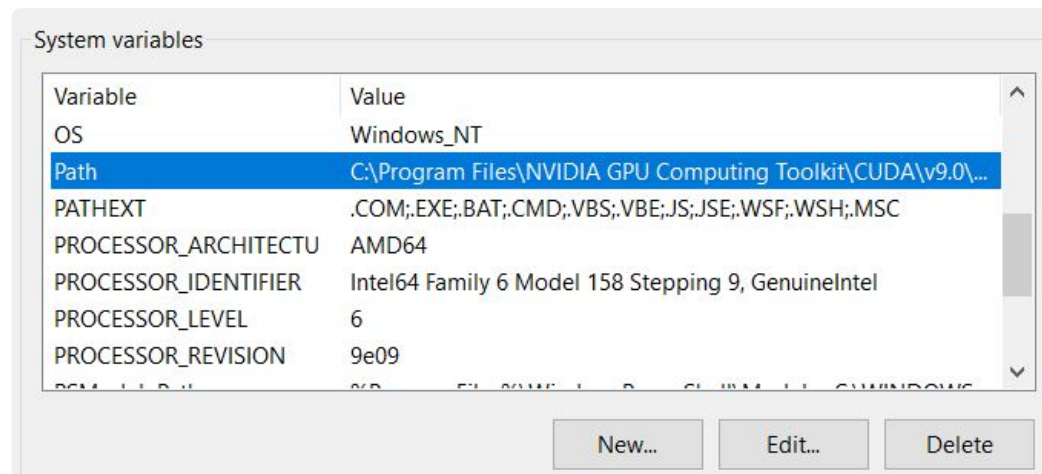 System variables
Variable Value
OS Windows_NT
Path C:\Program Files\NVIDIA GPU Computing Toolkit\CUDA\v9.0\...
PATHEXT .COM;.EXE;.BAT;.CMD;.VBS;.VBE;.JS;.JSE;.WSF;.WSH;.MSC
PROCESSOR_ARCHITECTU AMD64
PROCESSOR_IDENTIFIER Intel64 Family 6 Model 158 Stepping 9, GenuineIntel
PROCESSOR_LEVEL 6
PROCESSOR_REVISION 9e09
New... Edit... Delete